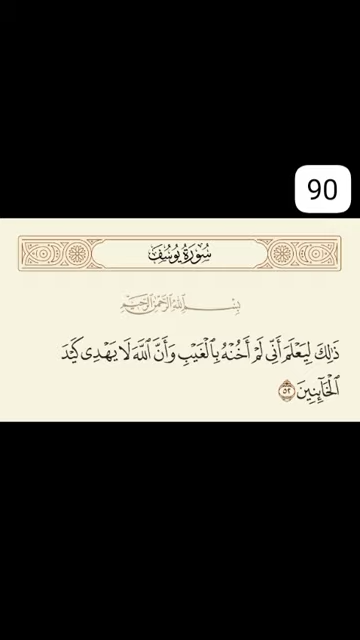 90
سُورَةُ يُوسُفَ
بِسْمِ ٱللَّهِ ٱلرَّحْمَٰنِ ٱلرَّحِيمِ
ذَٰلِكَ لِيَعْلَمَ أَنِّى لَمْ أَخُنْهُ بِٱلْغَيْبِ وَأَنَّ ٱللَّهَ لَا يَهْدِى كَيْدَ
ٱلْخَآئِنِينَ ٥٢